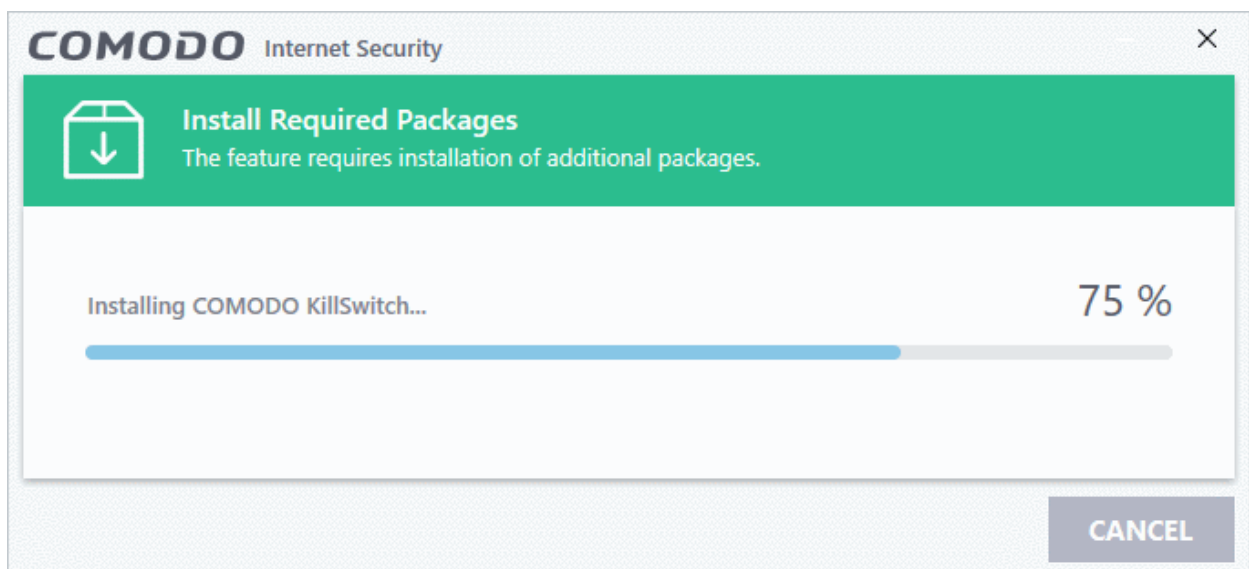 COMODO Internet Security
Install Required Packages
The feature requires installation of additional packages.
Installing COMODO KillSwitch... 75 %
CANCEL